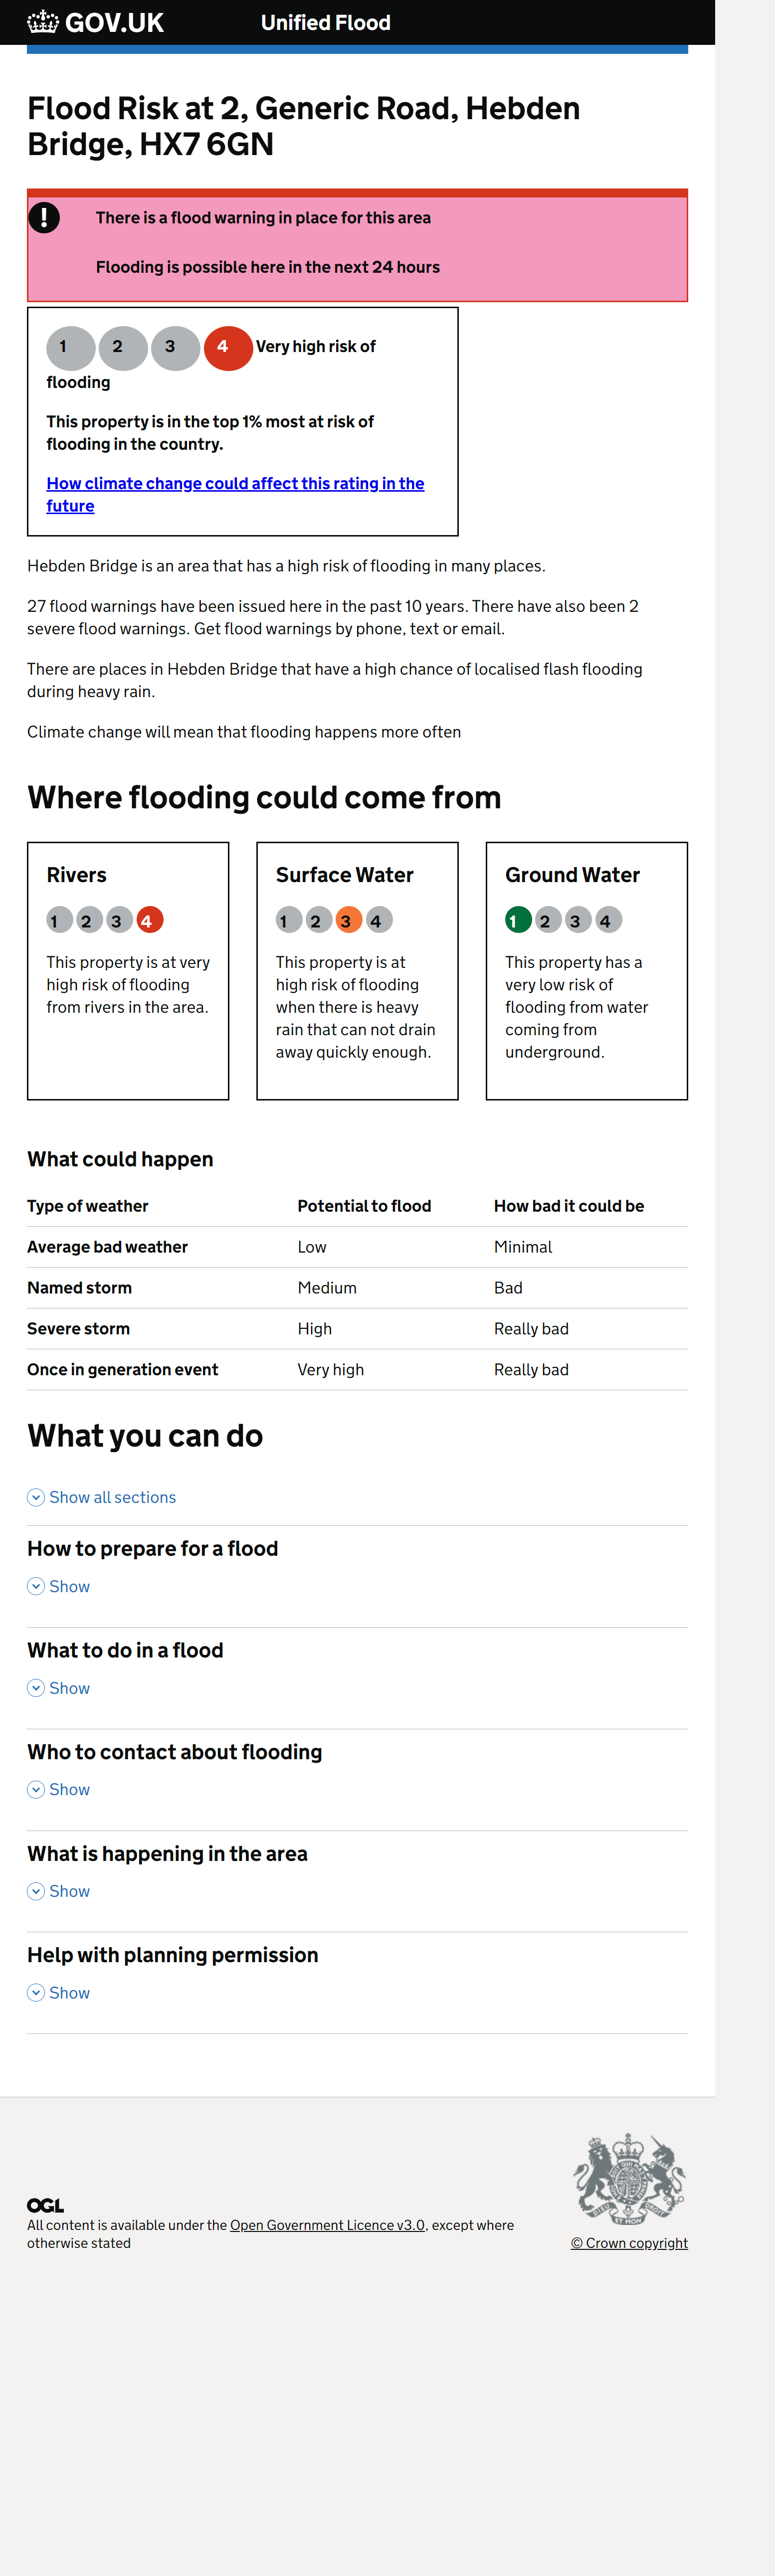 GOV.UK
Unified Flood
Flood Risk at 2, Generic Road, Hebden
Bridge, HX7 6GN
!
There is a flood warning in place for this area
Flooding is possible here in the next 24 hours
1 2 3 4 Very high risk of
flooding
This property is in the top 1% most at risk of
flooding in the country.
How climate change could affect this rating in the
future
Hebden Bridge is an area that has a high risk of flooding in many places.
27 flood warnings have been issued here in the past 10 years. There have also been 2
severe flood warnings. Get flood warnings by phone, text or email.
There are places in Hebden Bridge that have a high chance of localised flash flooding
during heavy rain.
Climate change will mean that flooding happens more often
Where flooding could come from
Rivers
1 2 3 4
This property is at very
high risk of flooding
from rivers in the area.
Surface Water
1 2 3 4
This property is at
high risk of flooding
when there is heavy
rain that can not drain
away quickly enough.
Ground Water
1 2 3 4
This property has a
very low risk of
flooding from water
coming from
underground.
What could happen
Type of weather Potential to flood How bad it could be
Average bad weather Low Minimal
Named storm Medium Bad
Severe storm High Really bad
Once in generation event Very high Really bad
What you can do
Show all sections
How to prepare for a flood
Show
What to do in a flood
Show
Who to contact about flooding
Show
What is happening in the area
Show
Help with planning permission
Show
OGL
All content is available under the Open Government Licence v3.0, except where
otherwise stated
© Crown copyright